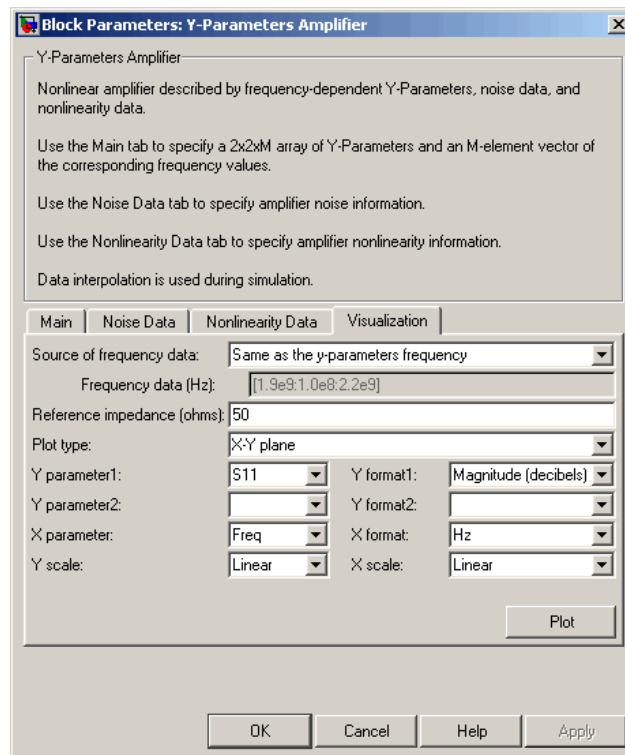 Block Parameters: Y-Parameters Amplifier
Y-Parameters Amplifier
Nonlinear amplifier described by frequency-dependent Y-Parameters, noise data, and
nonlinearity data.
Use the Main tab to specify a 2x2xM array of Y-Parameters and an M-element vector of
the corresponding frequency values.
Use the Noise Data tab to specify amplifier noise information.
Use the Nonlinearity Data tab to specify amplifier nonlinearity information.
Data interpolation is used during simulation.
Main Noise Data Nonlinearity Data Visualization
Source of frequency data: Same as the y-parameters frequency
Frequency data (Hz): [1.9e9:1.0e8:2.2e9]
Reference impedance (ohms): 50
Plot type: X-Y plane
Y parameter1: S11 Y format1: Magnitude (decibels)
Y parameter2: Y format2:
X parameter: Freq X format: Hz
Y scale: Linear X scale: Linear
Plot
OK Cancel Help Apply